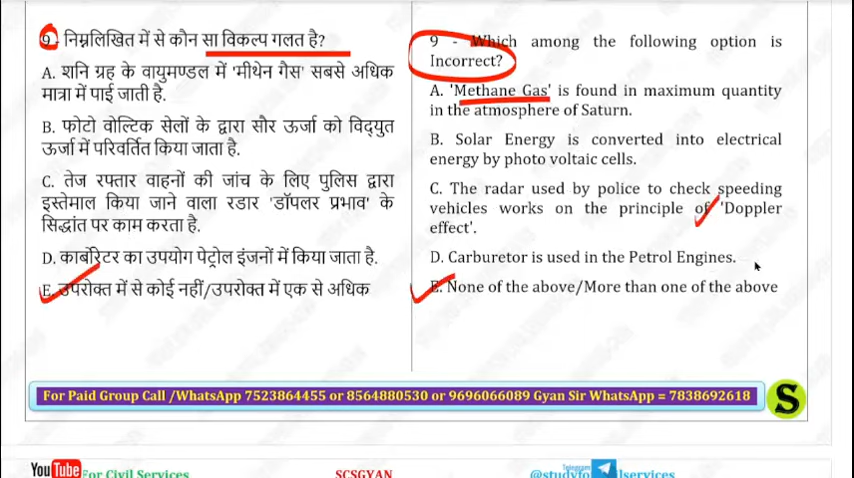 9 - निम्नलिखित में से कौन सा विकल्प गलत है?
A. शनि ग्रह के वायुमण्डल में 'मीथेन गैस' सबसे अधिक
मात्रा में पाई जाती है.
B. फोटो वोल्टिक सेलों के द्वारा सौर ऊर्जा को विद्युत
ऊर्जा में परिवर्तित किया जाता है.
C. तेज रफ्तार वाहनों की जांच के लिए पुलिस द्वारा
इस्तेमाल किया जाने वाला रडार 'डॉपलर प्रभाव' के
सिद्धांत पर काम करता है.
D. कार्बोरेटर का उपयोग पेट्रोल इंजनों में किया जाता है.
E. उपरोक्त में से कोई नहीं/उपरोक्त में एक से अधिक
9 - Which among the following option is
Incorrect?
A. 'Methane Gas' is found in maximum quantity
in the atmosphere of Saturn.
B. Solar Energy is converted into electrical
energy by photo voltaic cells.
C. The radar used by police to check speeding
vehicles works on the principle of 'Doppler
effect'.
D. Carburetor is used in the Petrol Engines.
E. None of the above/More than one of the above
For Paid Group Call /WhatsApp 7523864455 or 8564880530 or 9696066089 Gyan Sir WhatsApp = 7838692618
S
YouTube For Civil Services
SCSGYAN
Telegram